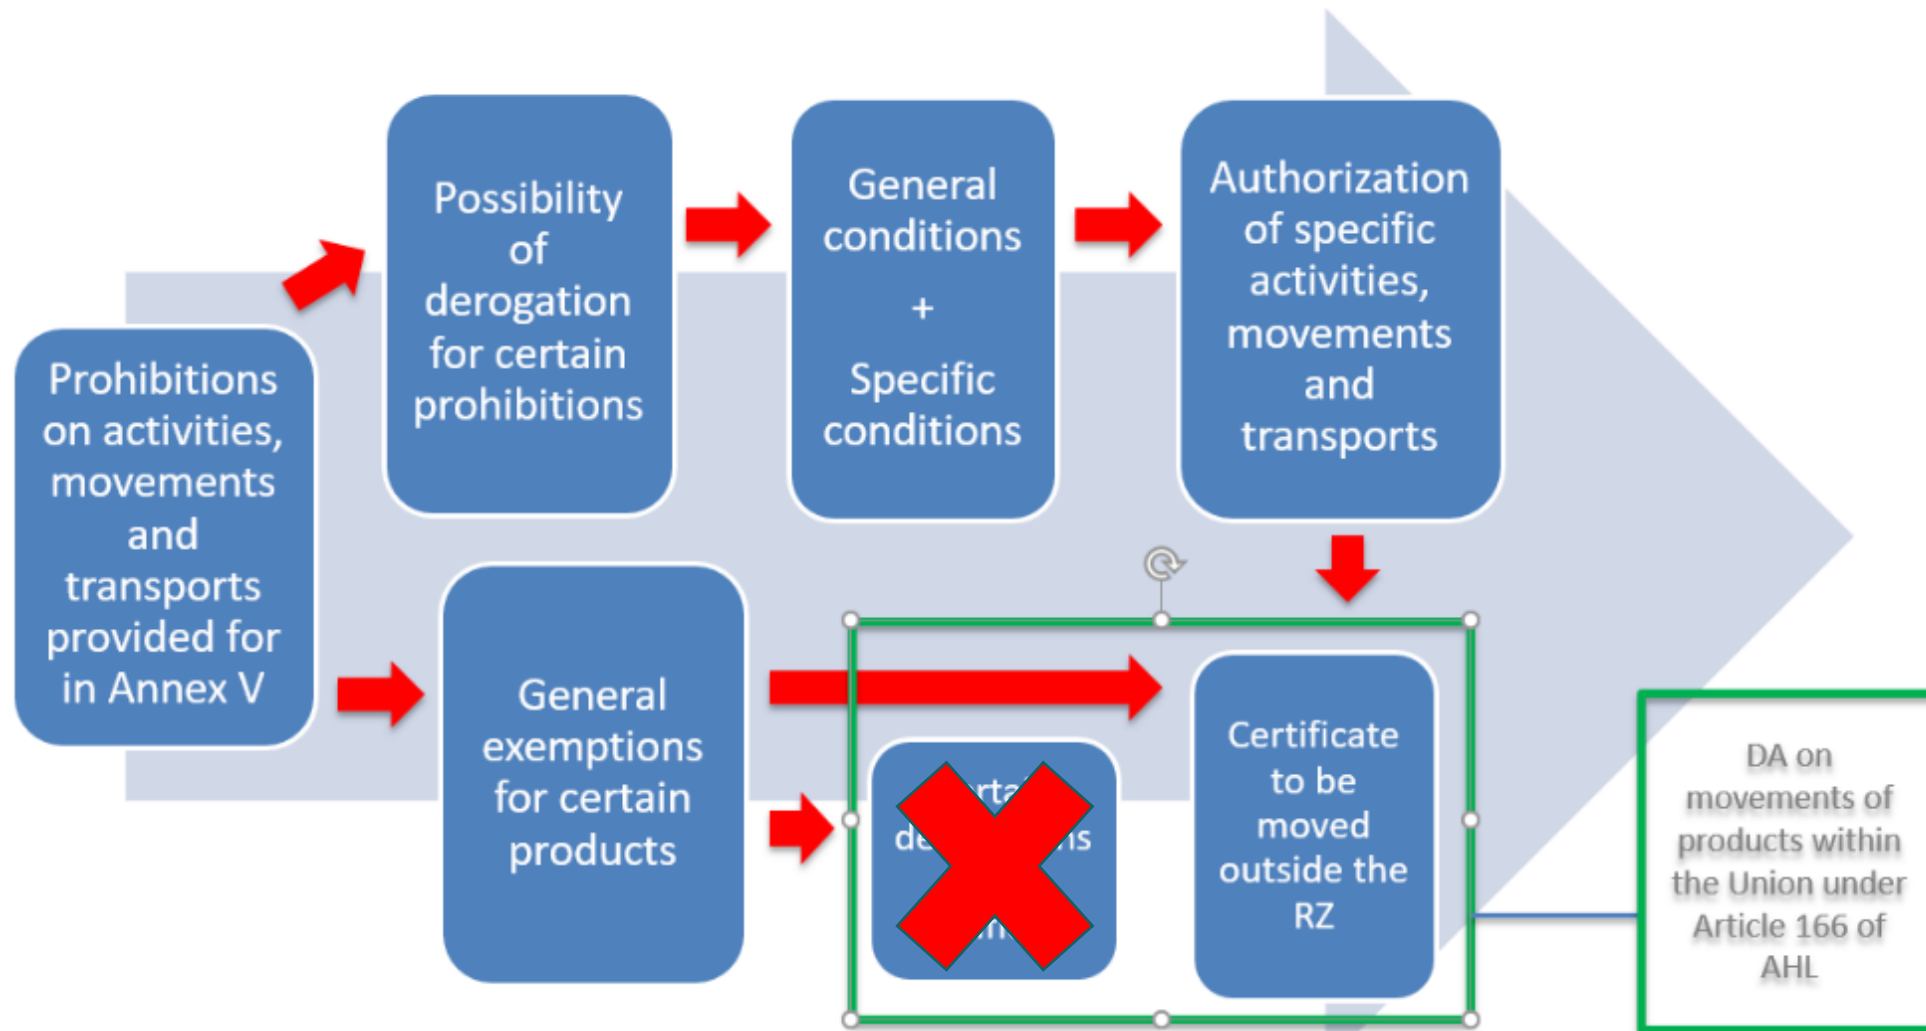 Prohibitions
on activities,
movements
and
transports
provided for
in Annex V
Possibility
of
derogation
for certain
prohibitions
General
conditions
+
Specific
conditions
Authorization
of specific
activities,
movements
and
transports
General
exemptions
for certain
products
Certificate
to be
moved
outside the
RZ
DA on
movements of
products within
the Union under
Article 166 of
AHL